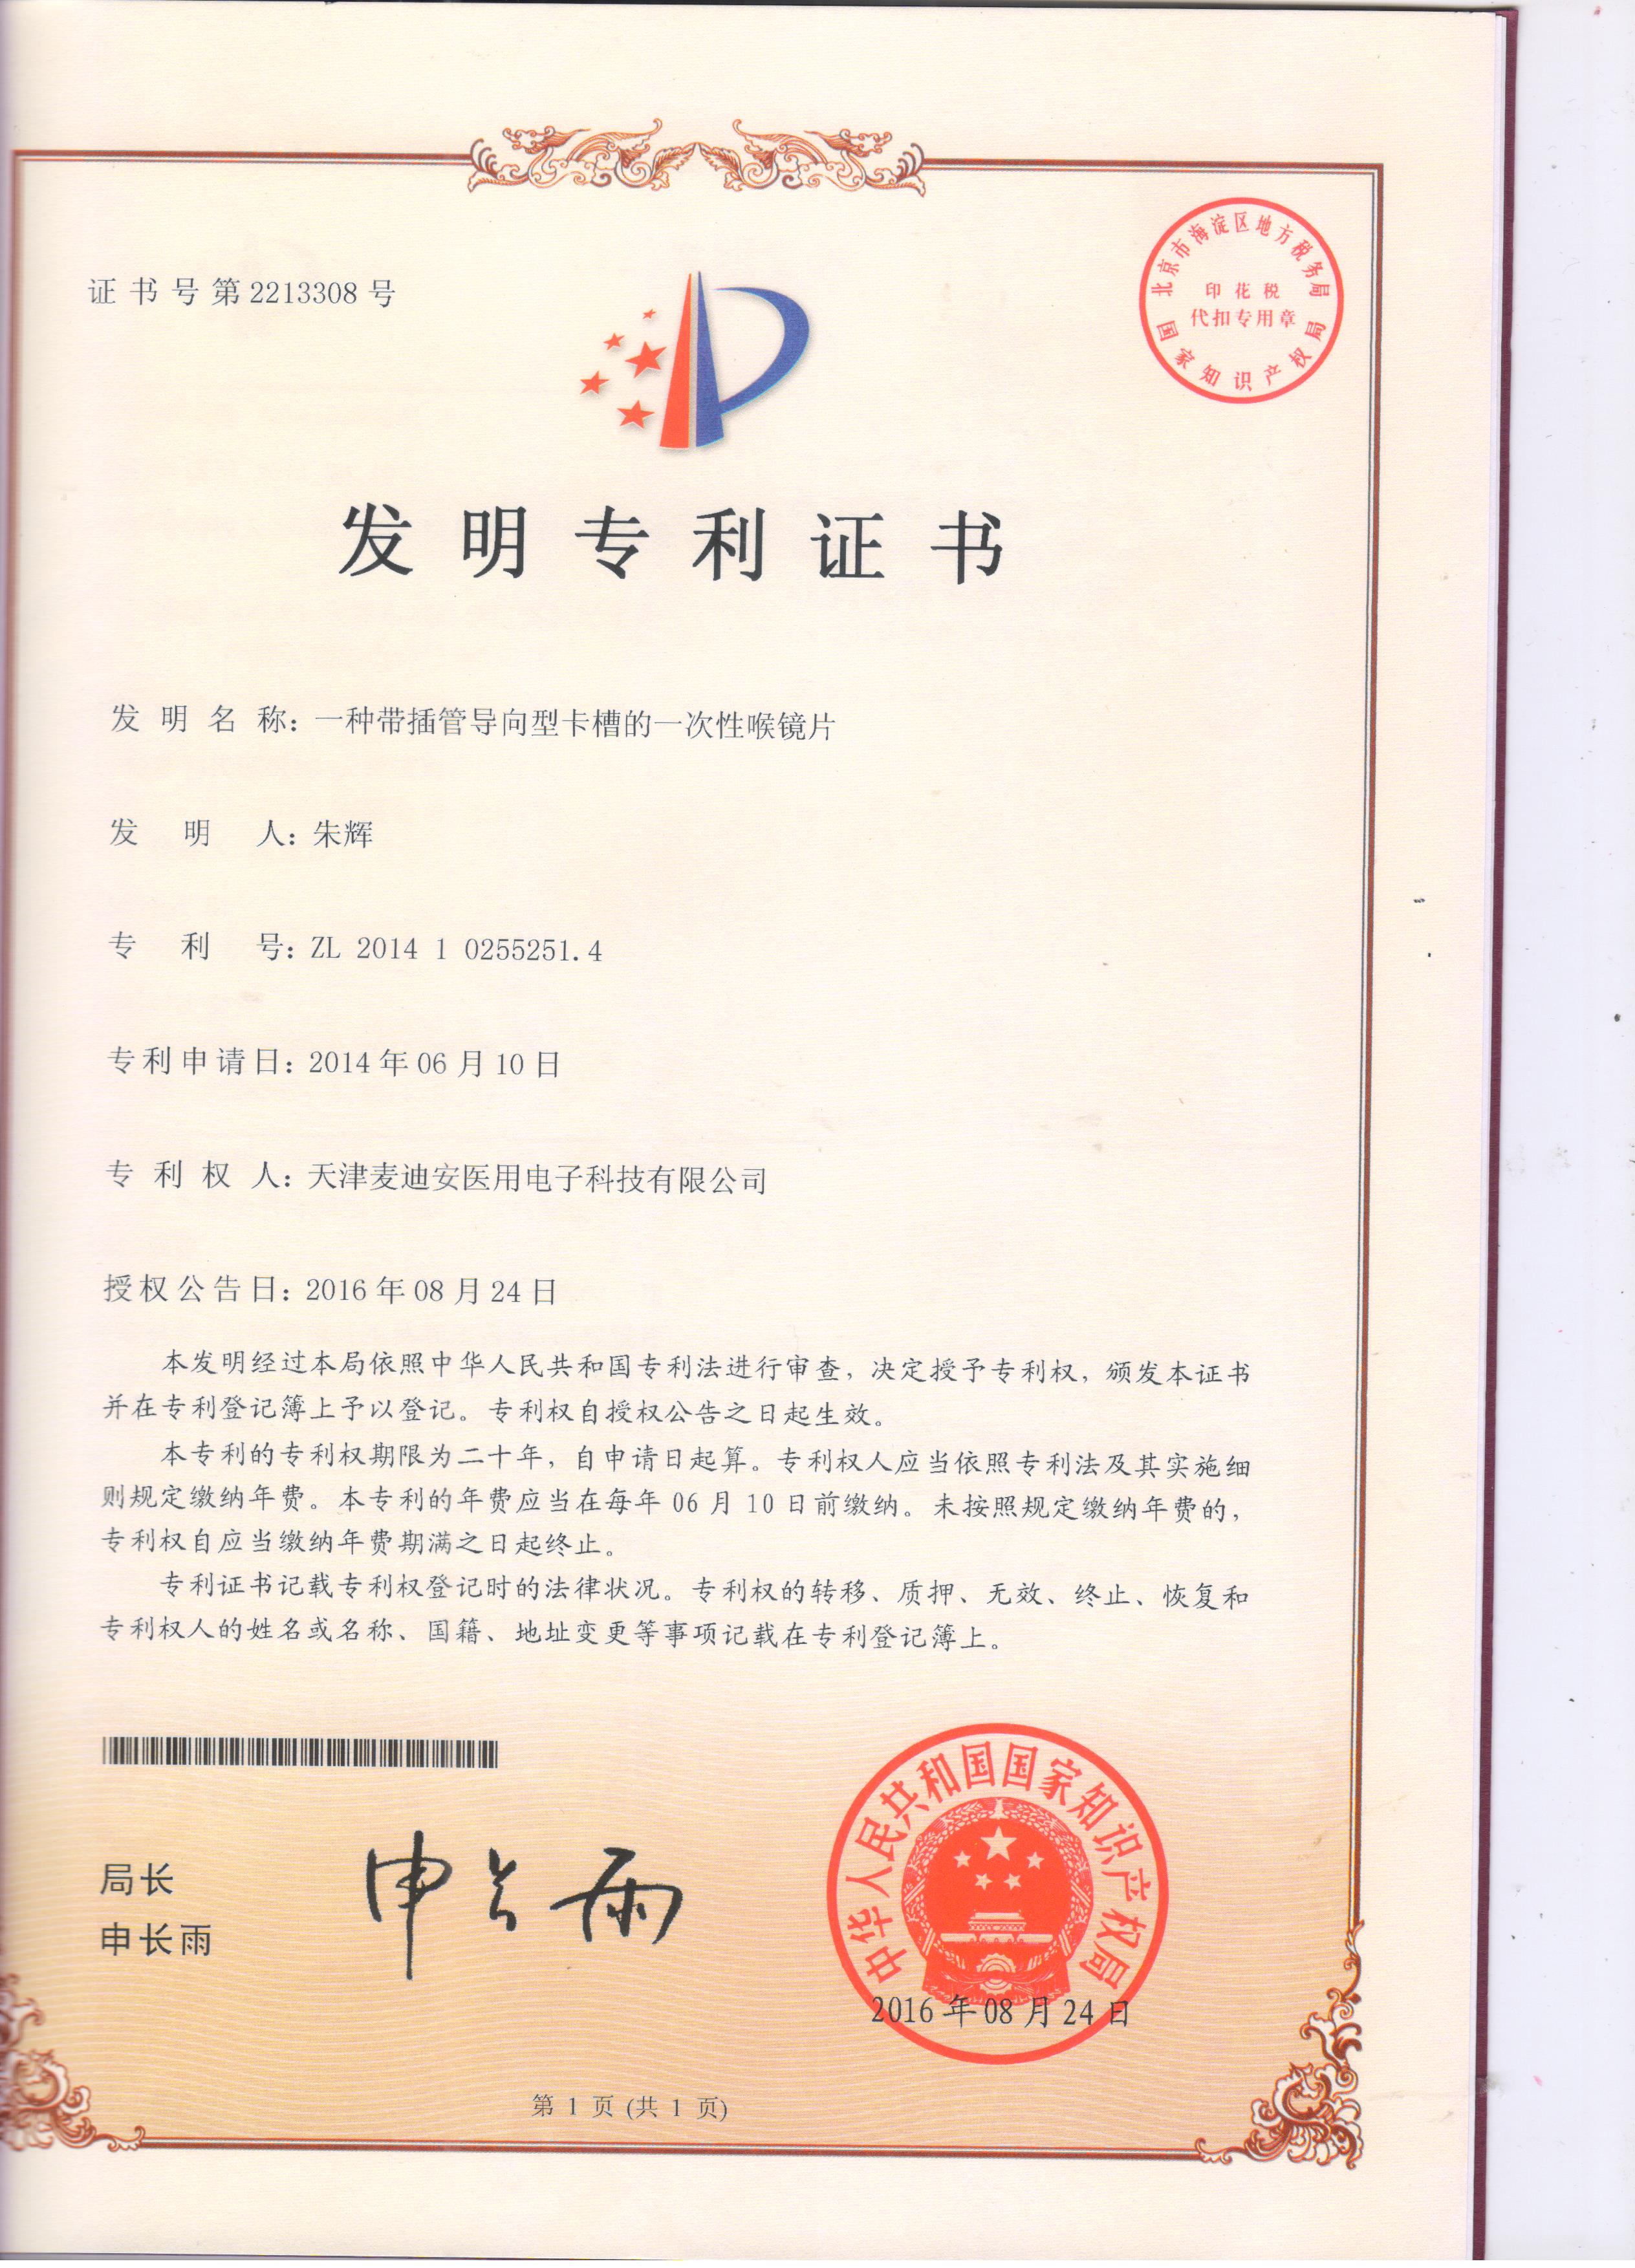 证书号第2213308号
北京市海淀区地方税务局
印花税
代扣专用章
国家知识产权局
发明专利证书
发明名称：一种带插管导向型卡槽的一次性喉镜片
发明人：朱辉
专利号：ZL 2014 1 0255251.4
专利申请日：2014年06月10日
专利权人：天津麦迪安医用电子科技有限公司
授权公告日：2016年08月24日
本发明经过本局依照中华人民共和国专利法进行审查，决定授予专利权，颁发本证书
并在专利登记簿上予以登记。专利权自授权公告之日起生效。
本专利的专利权期限为二十年，自申请日起算。专利权人应当依照专利法及其实施细
则规定缴纳年费。本专利的年费应当在每年06月10日前缴纳。未按照规定缴纳年费的，
专利权自应当缴纳年费期满之日起终止。
专利证书记载专利权登记时的法律状况。专利权的转移、质押、无效、终止、恢复和
专利权人的姓名或名称、国籍、地址变更等事项记载在专利登记簿上。
局长
申长雨
申长雨
中华人民共和国国家知识产权局
2016年08月24日
第1页(共1页)